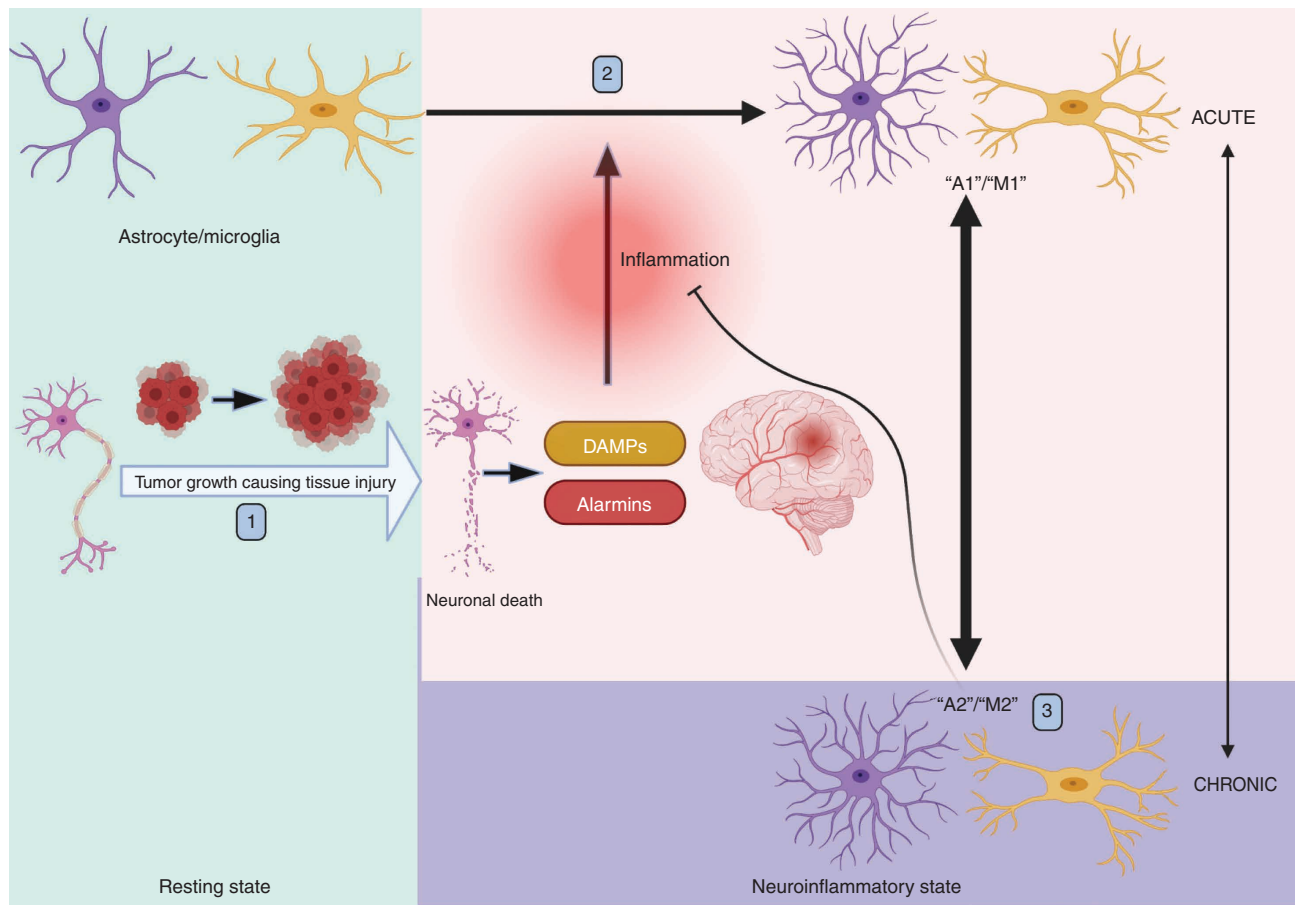 2
ACUTE
“A1”/“M1”
Astrocyte/microglia
Inflammation
DAMPs
Tumor growth causing tissue injury
Alarmins
1
Neuronal death
“A2”/“M2”
3
CHRONIC
Resting state
Neuroinflammatory state